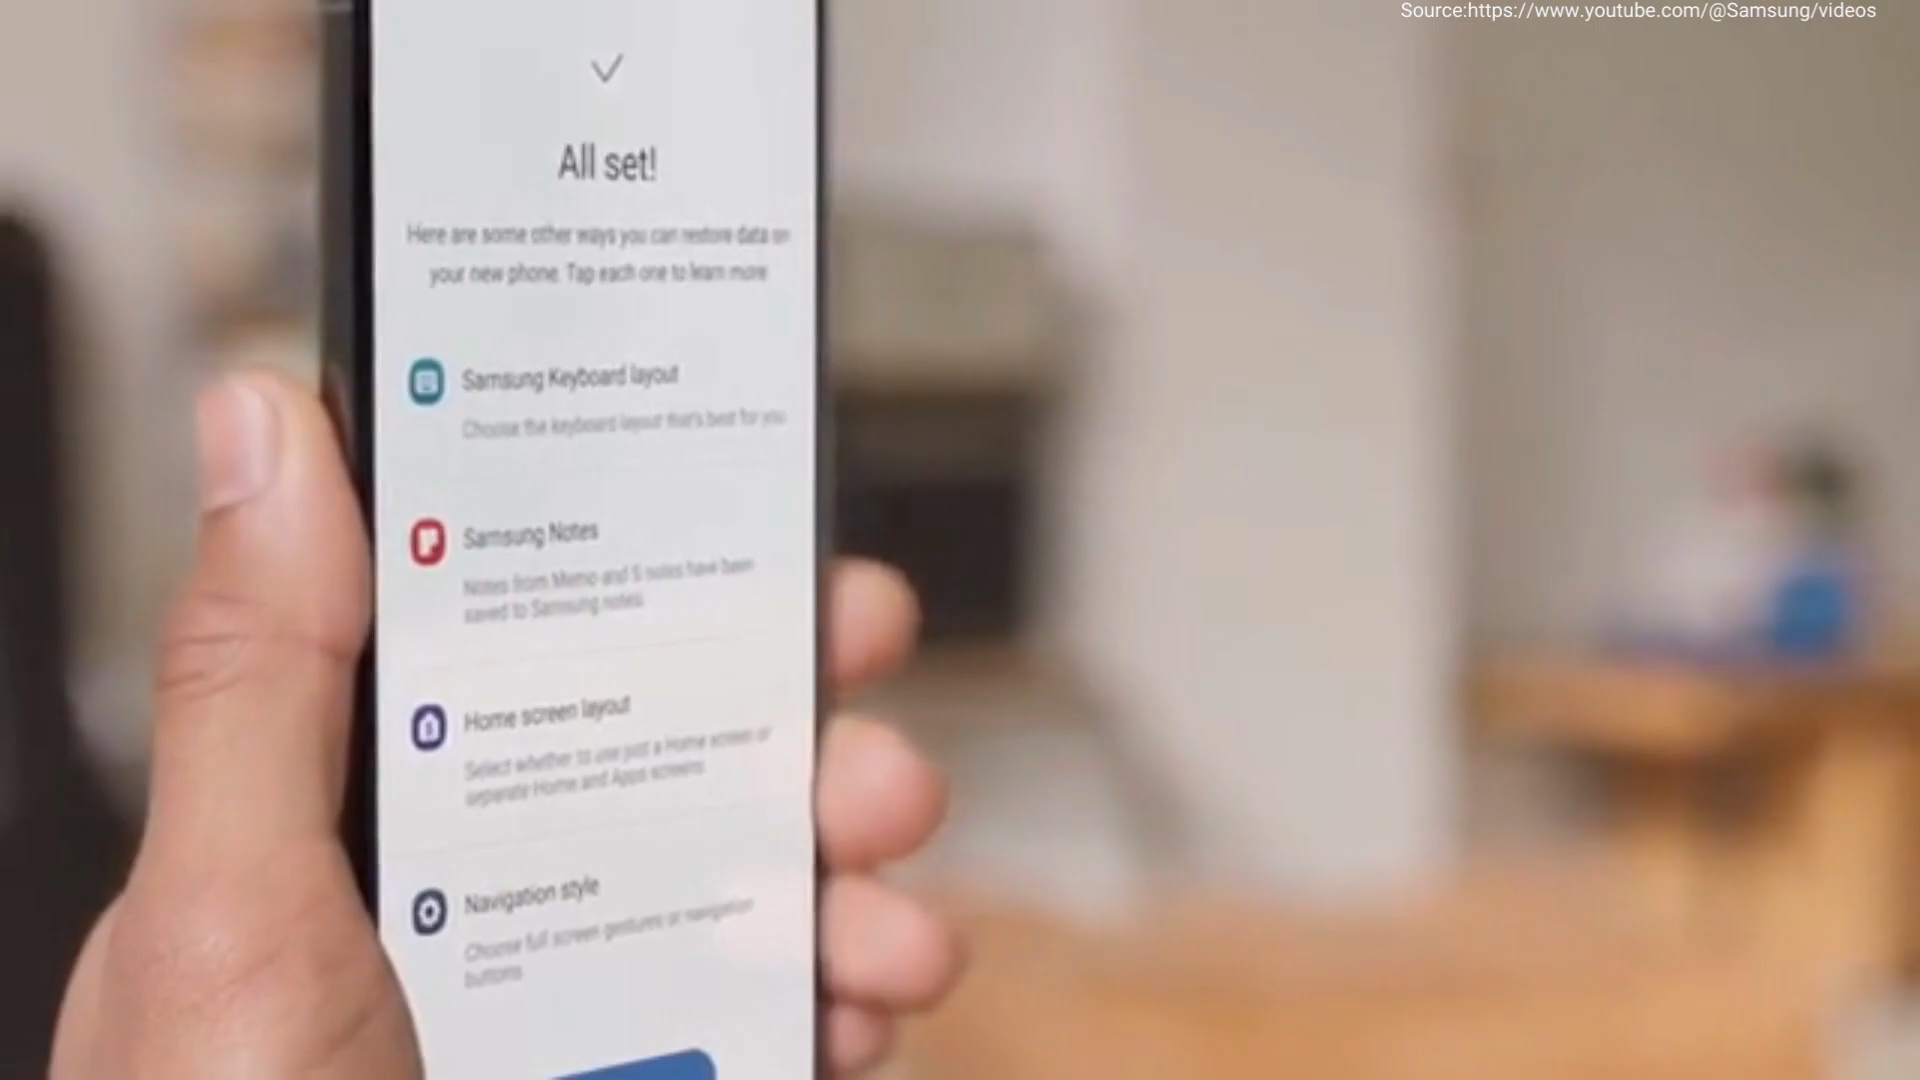 Source:https://www.youtube.com/@Samsung/videos
All set!
Here are some other ways you can restore data on
your new phone. Tap each one to learn more
Samsung Keyboard layout
Choose the keyboard layout that's best for you
Samsung Notes
Notes from Memo and S notes have been
saved to Samsung notes
Home screen layout
Select whether to use just a Home screen or
separate Home and Apps screens
Navigation style
Choose full screen gestures or navigation
buttons